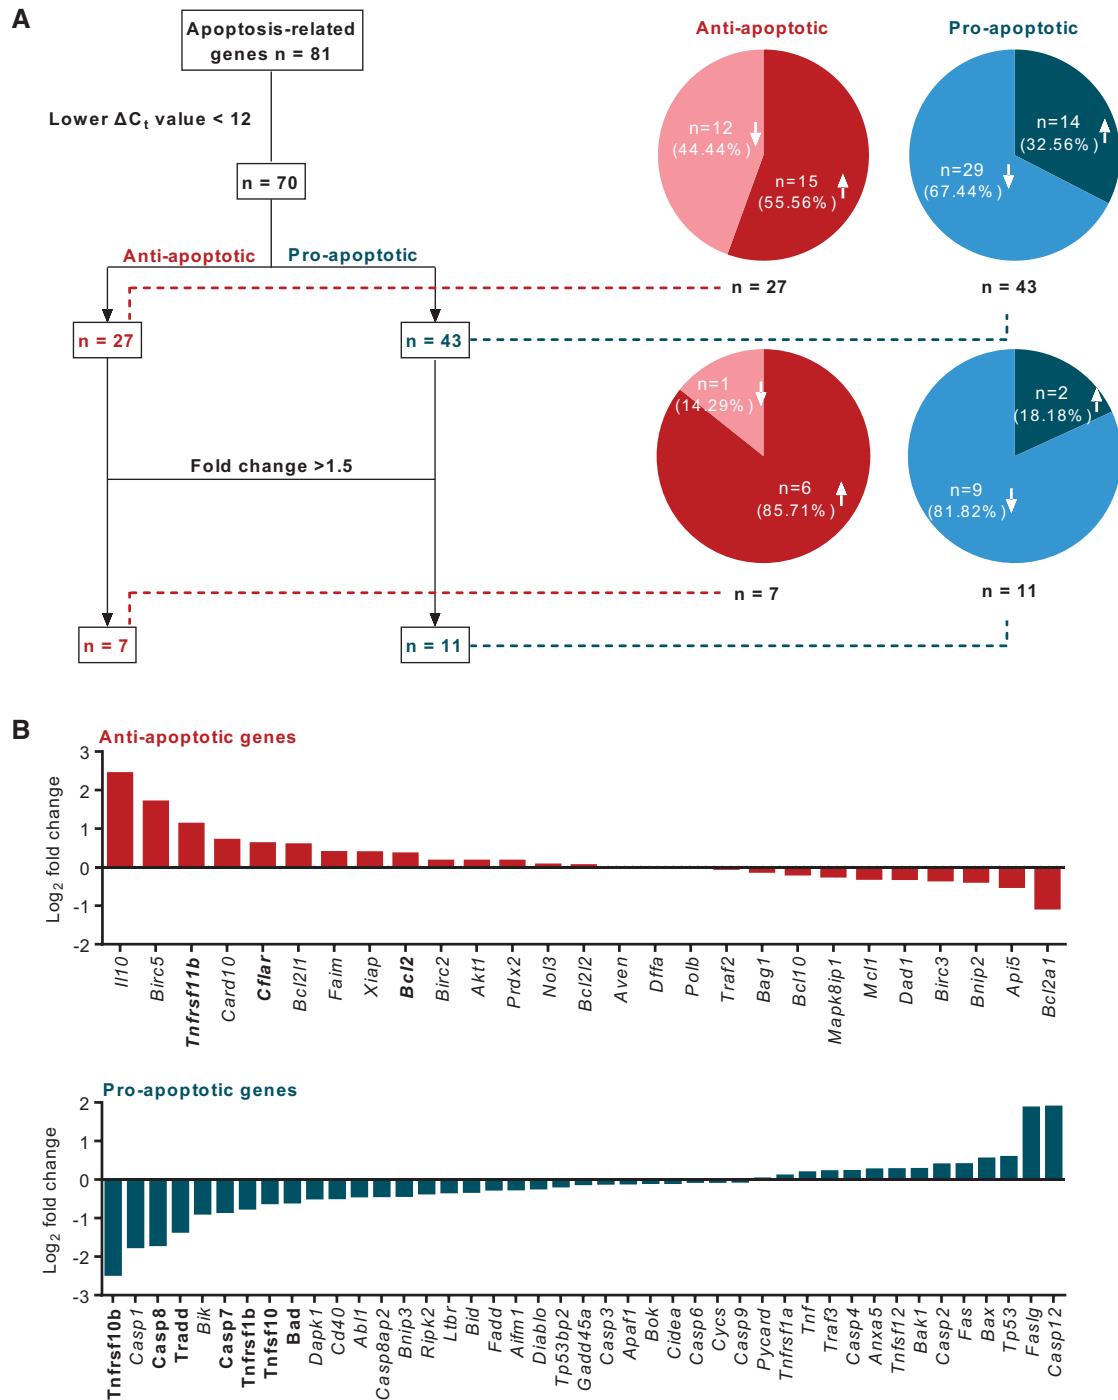 A
Apoptosis-related
genes n = 81
Lower ΔCt value < 12
n = 70
Anti-apoptotic
Pro-apoptotic
n = 27
n = 43
Fold change >1.5
n = 7
n = 11
Anti-apoptotic
n=12
(44.44%)
n=15
(55.56%)
n = 27
Pro-apoptotic
n=14
(32.56%)
n=29
(67.44%)
n = 43
n=1
(14.29%)
n=6
(85.71%)
n = 7
n=2
(18.18%)
n=9
(81.82%)
n = 11
B
Anti-apoptotic genes
Log2 fold change
3
2
1
0
-1
-2
Il10
Birc5
Tnfrsf11b
Card10
Cflar
Bcl2l1
Faim
Xiap
Bcl2
Birc2
Akt1
Prdx2
Nol3
Bcl2l2
Aven
Dffa
Polb
Traf2
Bag1
Bcl10
Mapk8ip1
Mcl1
Dad1
Birc3
Bnip2
Api5
Bcl2a1
Pro-apoptotic genes
Log2 fold change
2
1
0
-1
-2
-3
Tnfrsf10b
Casp1
Casp8
Tradd
Bik
Casp7
Tnfrsf1b
Tnfsf10
Bad
Dapk1
Cd40
Abl1
Casp8ap2
Bnip3
Ripk2
Ltbr
Bid
Fadd
Aifm1
Diablo
Tp53bp2
Gadd45a
Casp3
Apaf1
Bok
Cidea
Casp6
Cycs
Casp9
Pycard
Tnfrsf1a
Tnf
Traf3
Casp4
Anxa5
Tnfsf12
Bak1
Casp2
Fas
Bax
Tp53
Faslg
Casp12